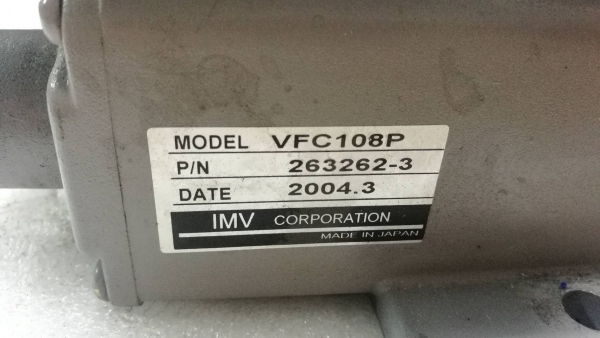 MODEL VFC108P
P/N 263262-3
DATE 2004.3
IMV CORPORATION
MADE IN JAPAN